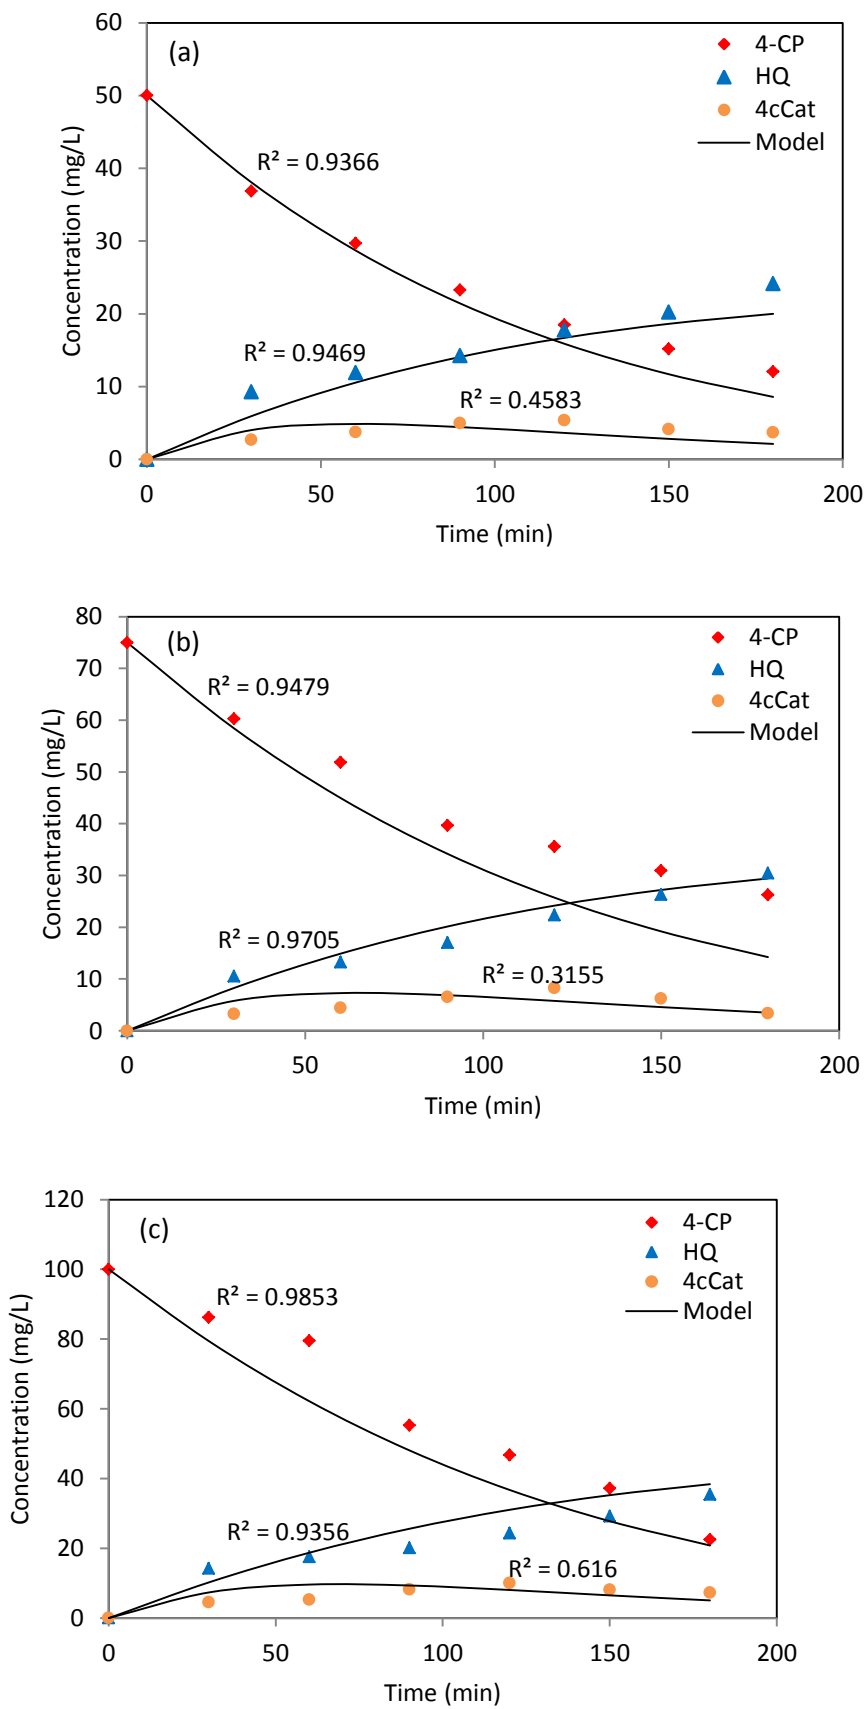 (a)
4-CP
HQ
4cCat
Model
R² = 0.9366
R² = 0.9469
R² = 0.4583
60
50
40
30
20
10
0
0 50 100 150 200
Concentration (mg/L)
Time (min)
(b)
4-CP
HQ
4cCat
Model
R² = 0.9479
R² = 0.9705
R² = 0.3155
80
70
60
50
40
30
20
10
0
0 50 100 150 200
Concentration (mg/L)
Time (min)
(c)
4-CP
HQ
4cCat
Model
R² = 0.9853
R² = 0.9356
R² = 0.616
120
100
80
60
40
20
0
0 50 100 150 200
Concentration (mg/L)
Time (min)